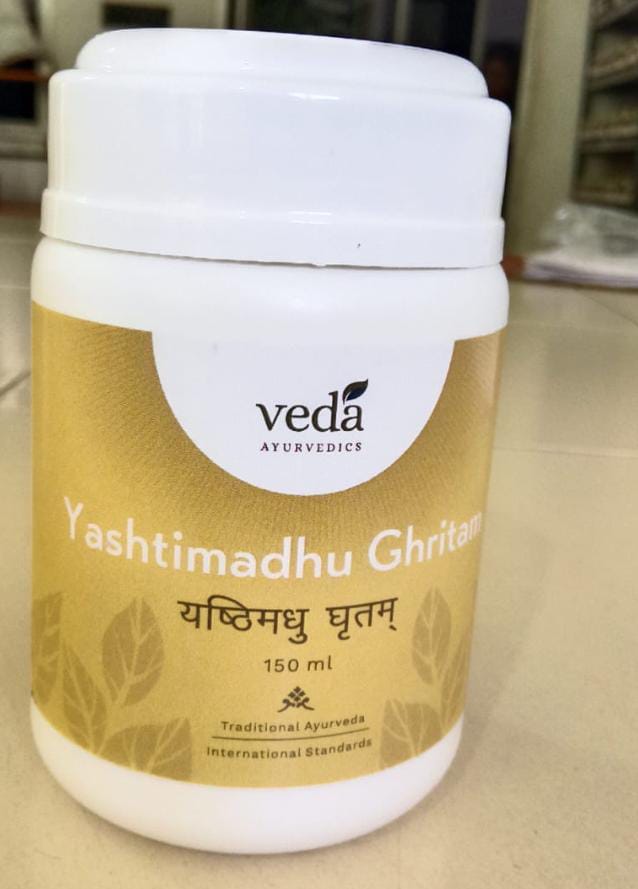 veda
AYURVEDICS
Yashtimadhu Ghritam
यष्ठिमधु घृतम्
150 ml
Traditional Ayurveda
International Standards